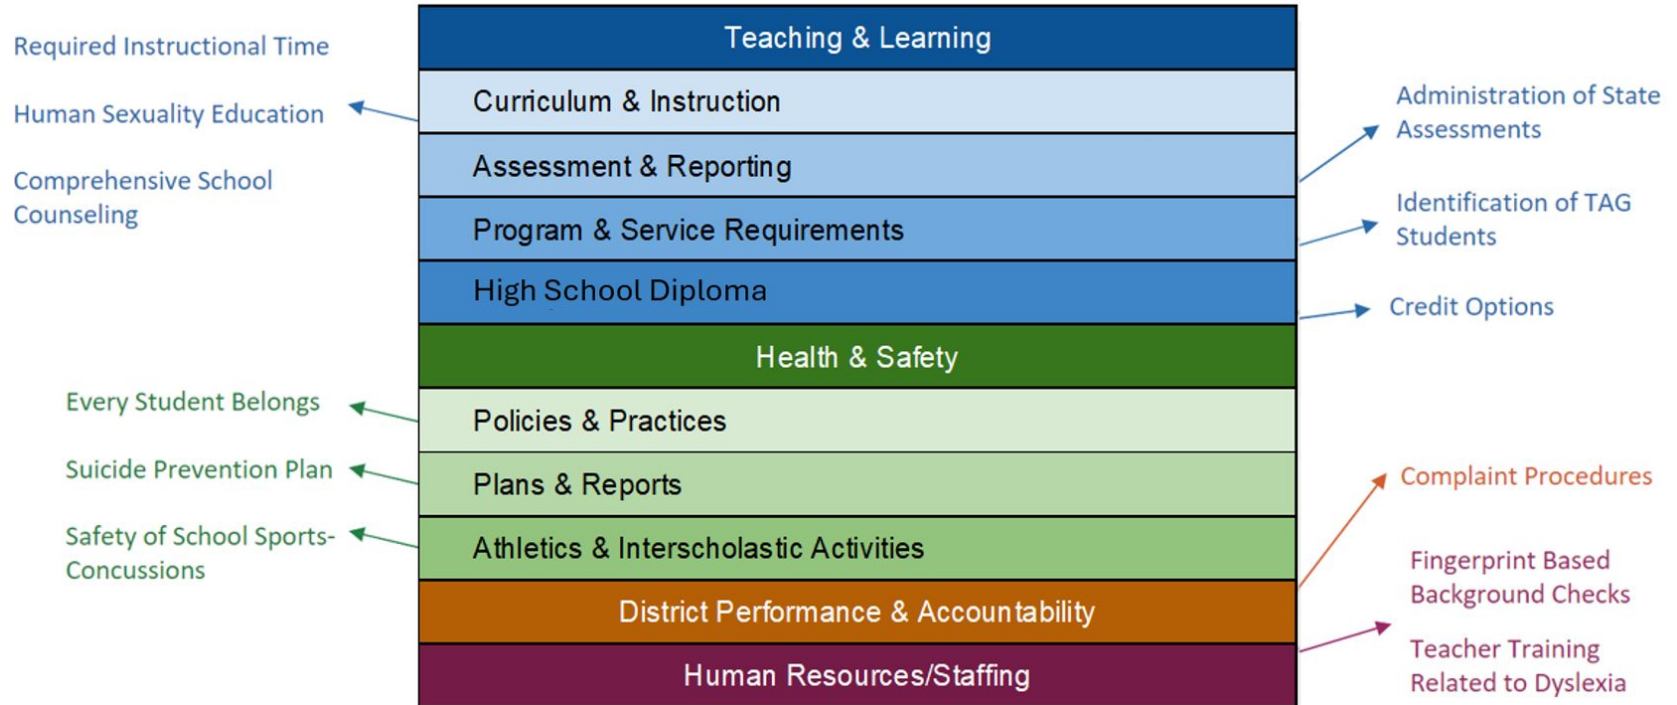 Required Instructional Time
Human Sexuality Education
Comprehensive School
Counseling
Every Student Belongs
Suicide Prevention Plan
Safety of School Sports-
Concussions
Teaching & Learning
Curriculum & Instruction
Assessment & Reporting
Program & Service Requirements
High School Diploma
Health & Safety
Policies & Practices
Plans & Reports
Athletics & Interscholastic Activities
District Performance & Accountability
Human Resources/Staffing
Administration of State
Assessments
Identification of TAG
Students
Credit Options
Complaint Procedures
Fingerprint Based
Background Checks
Teacher Training
Related to Dyslexia